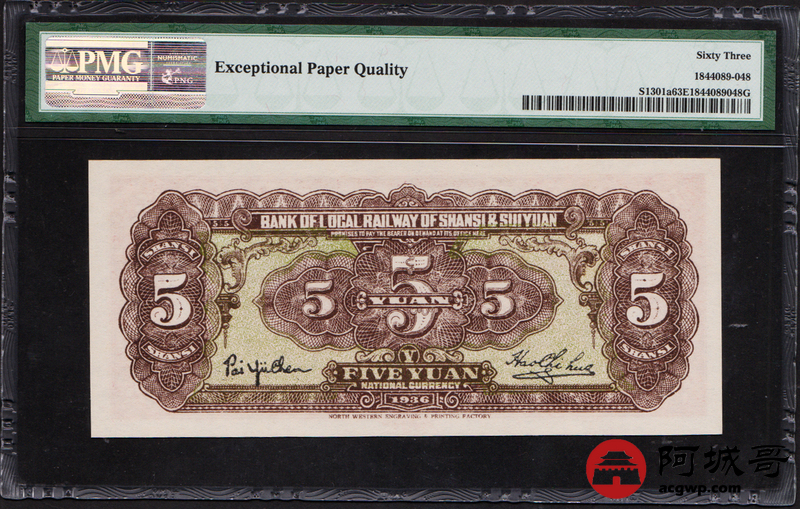 PMG
PAPER MONEY GUARANTY
NUMISMATIC
PNG
Exceptional Paper Quality
Sixty Three
1844089-048
S1301a63E1844089048G
BANK OF LOCAL RAILWAY OF SHANSI & SUIYUAN
PROMISES TO PAY THE BEARER ON DEMAND AT ITS OFFICE HERE
SHANSI
SHANSI
5
5
5
5
5
YUAN
SHANSI
SHANSI
V
FIVE YUAN
NATIONAL CURRENCY
1936
NORTH WESTERN ENGRAVING & PRINTING FACTORY
阿城哥
acgwp.com